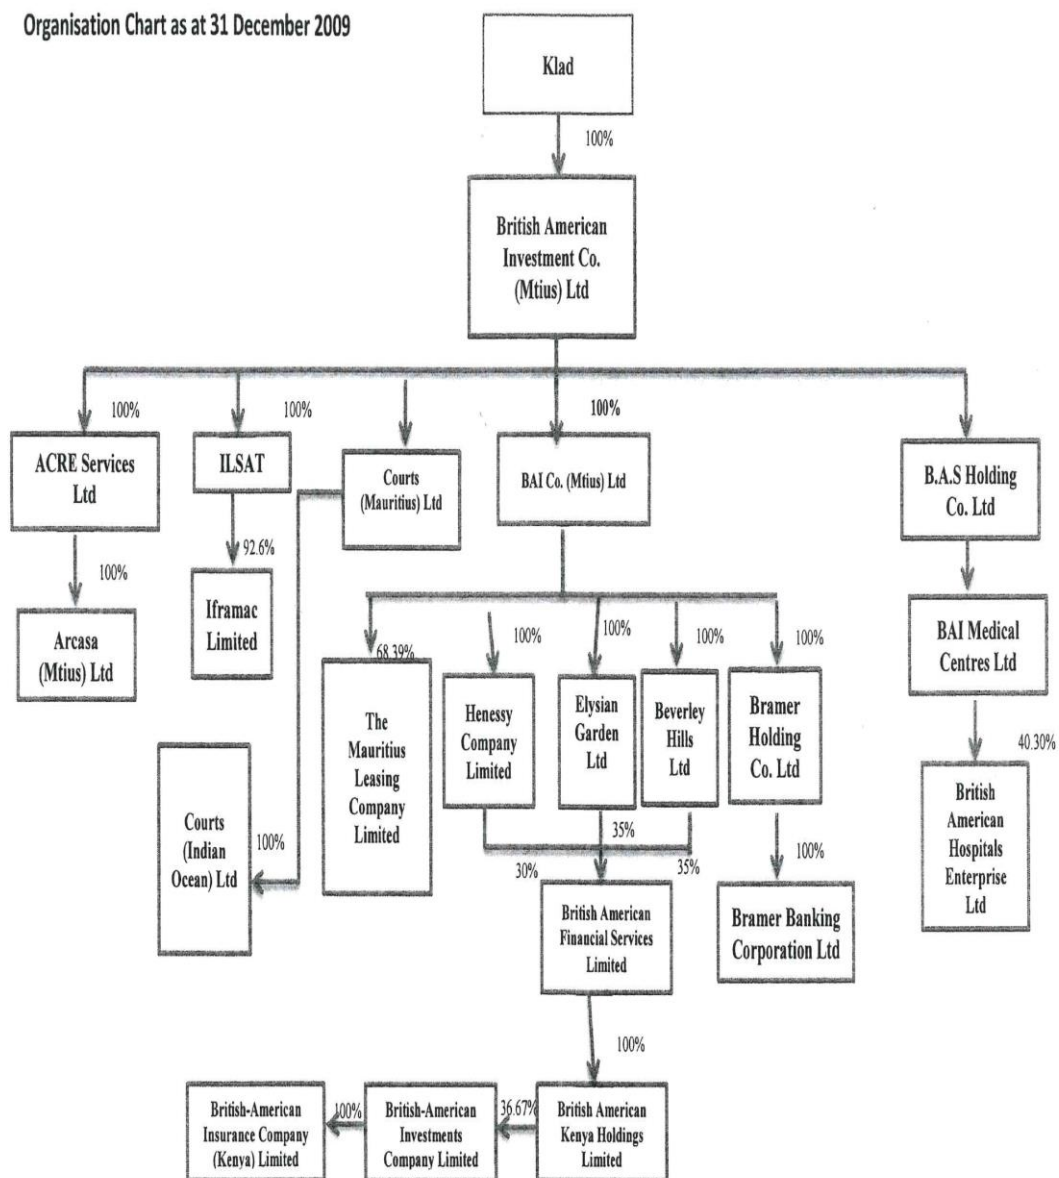 Organisation Chart as at 31 December 2009
Klad
100%
British American
Investment Co.
(Mtius) Ltd
100%
100%
100%
ACRE Services
Ltd
ILSAT
Courts
(Mauritius) Ltd
BAI Co. (Mtius) Ltd
B.A.S Holding
Co. Ltd
100%
92.6%
Arcasa
(Mtius) Ltd
Iframac
Limited
BAI Medical
Centres Ltd
68.39%
100%
100%
100%
100%
The
Mauritius
Leasing
Company
Limited
Henessy
Company
Limited
Elysian
Garden
Ltd
Beverley
Hills
Ltd
Bramer
Holding
Co. Ltd
40.30%
British
American
Hospitals
Enterprise
Ltd
Courts
(Indian
Ocean) Ltd
100%
30%
35%
35%
100%
British American
Financial Services
Limited
Bramer Banking
Corporation Ltd
100%
British-American
Insurance Company
(Kenya) Limited
100%
British-American
Investments
Company Limited
36.67%
British American
Kenya Holdings
Limited